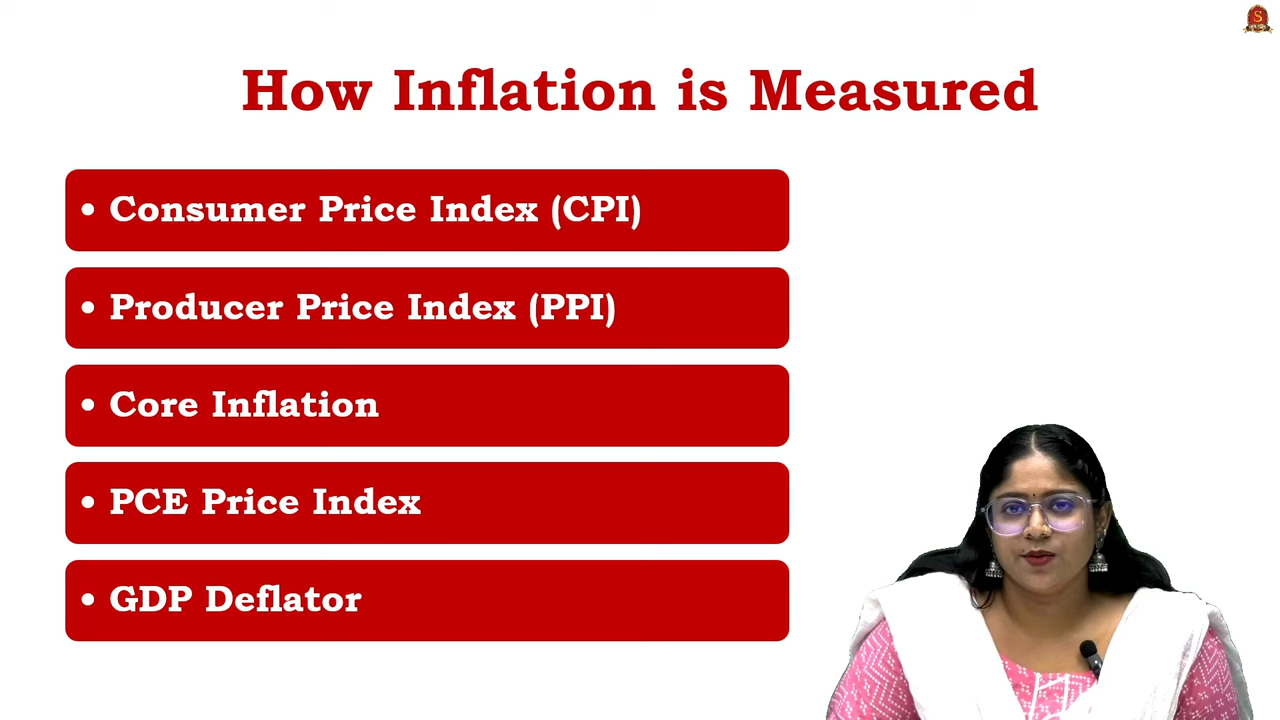 How Inflation is Measured
• Consumer Price Index (CPI)
• Producer Price Index (PPI)
• Core Inflation
• PCE Price Index
• GDP Deflator
S